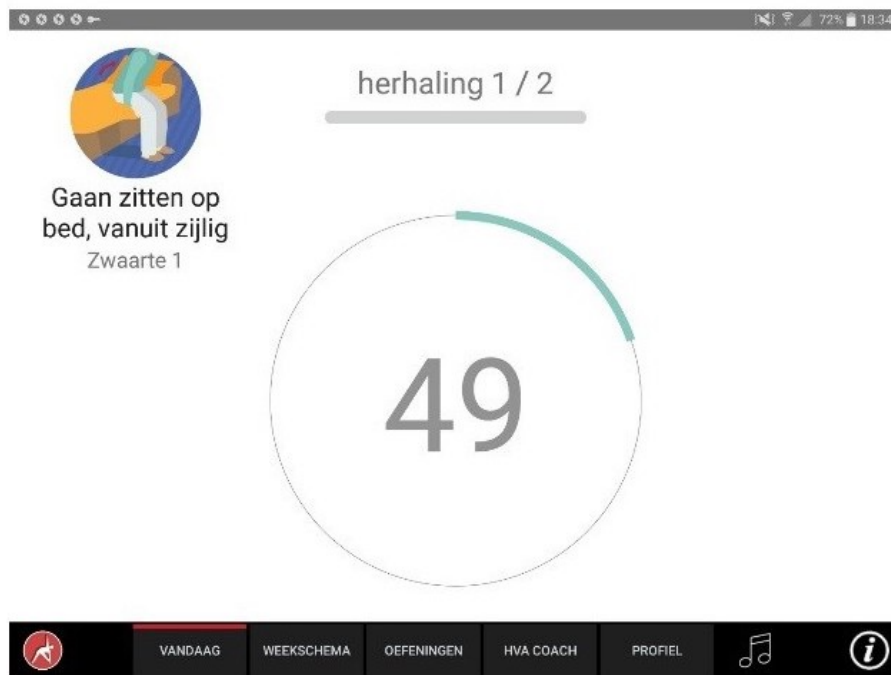 72% 18:34
herhaling 1 / 2
Gaan zitten op
bed, vanuit zijlig
Zwaarte 1
49
VANDAAG WEEKSCHEMA OEFENINGEN HVA COACH PROFIEL i